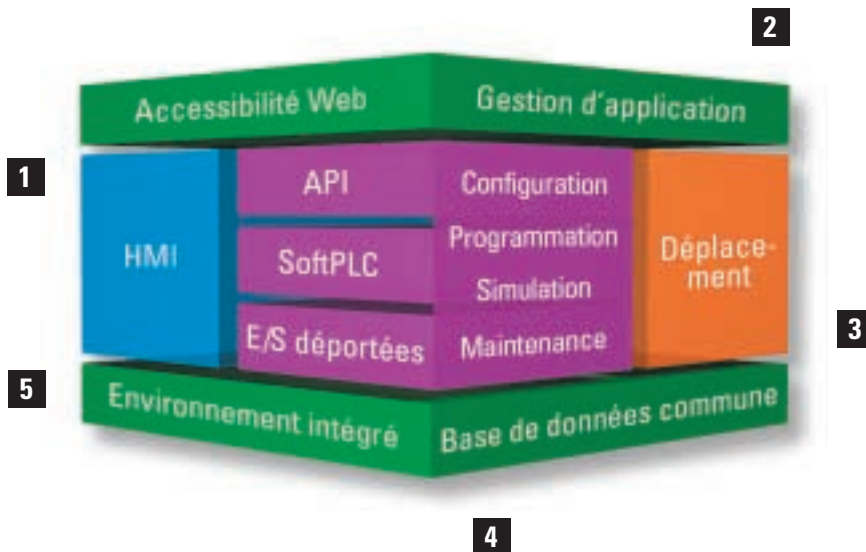 2
Accessibilité Web
Gestion d'application
1
API
Configuration
HMI
SoftPLC
Programmation
Simulation
Déplace-
ment
E/S déportées
Maintenance
3
5
Environnement intégré
Base de données commune
4